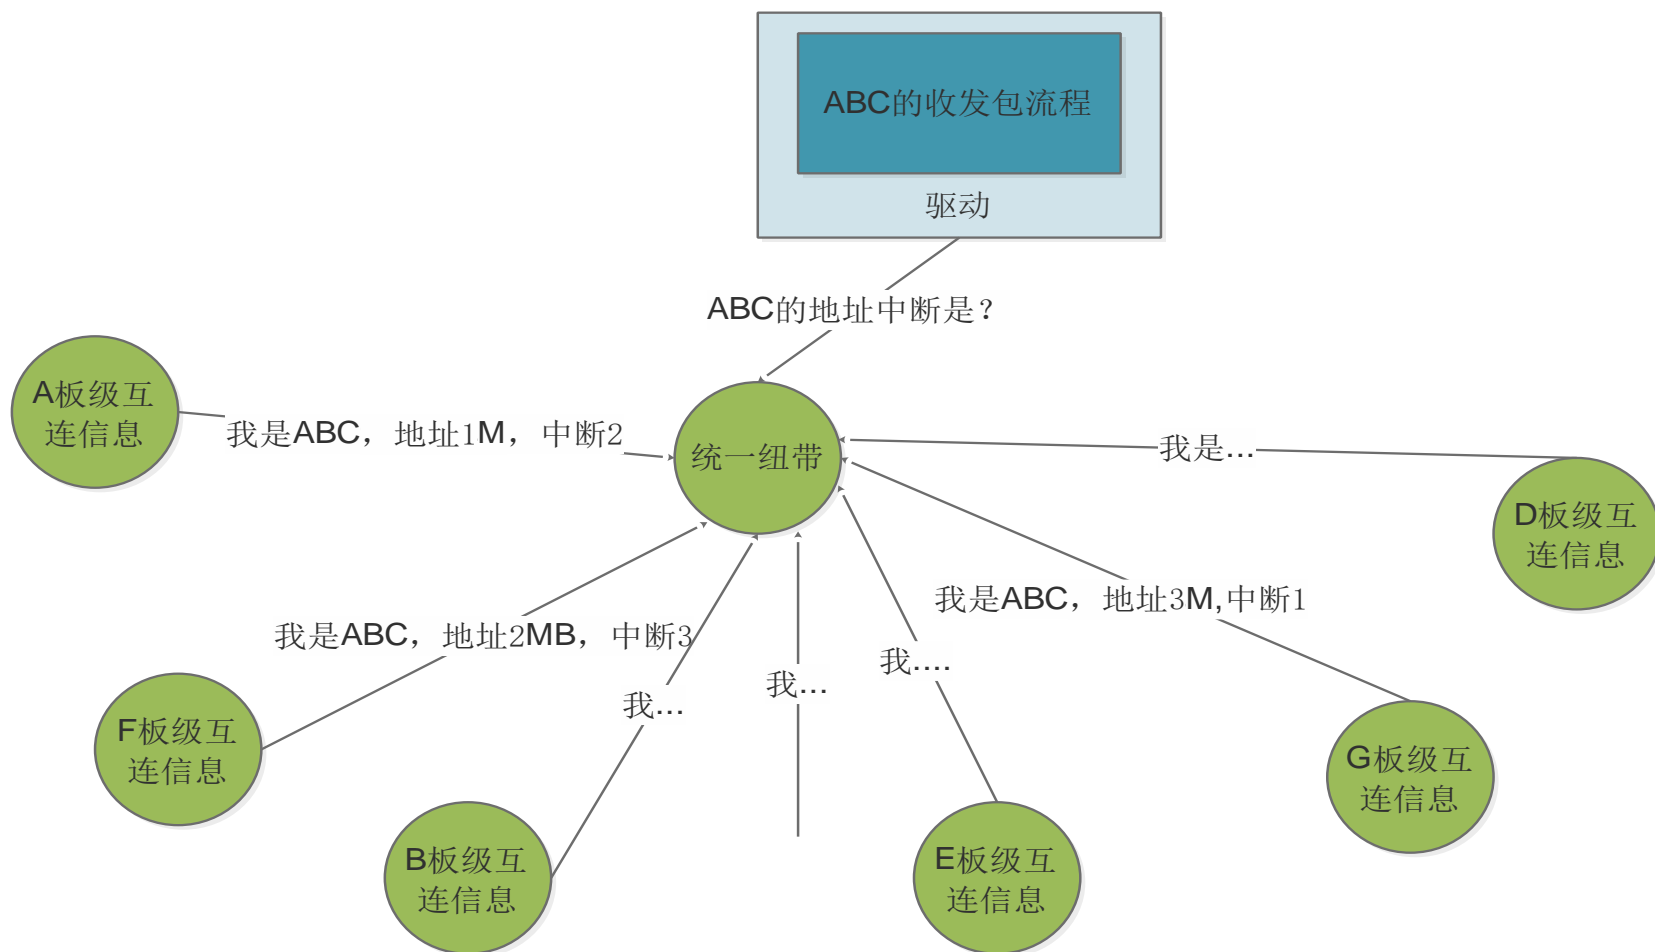 ABC的收发包流程
驱动
ABC的地址中断是？
A板级互
连信息
我是ABC，地址1M，中断2
统一纽带
我是...
D板级互
连信息
我是ABC，地址3M,中断1
我是ABC，地址2MB，中断3
我...
我...
我....
F板级互
连信息
G板级互
连信息
B板级互
连信息
E板级互
连信息